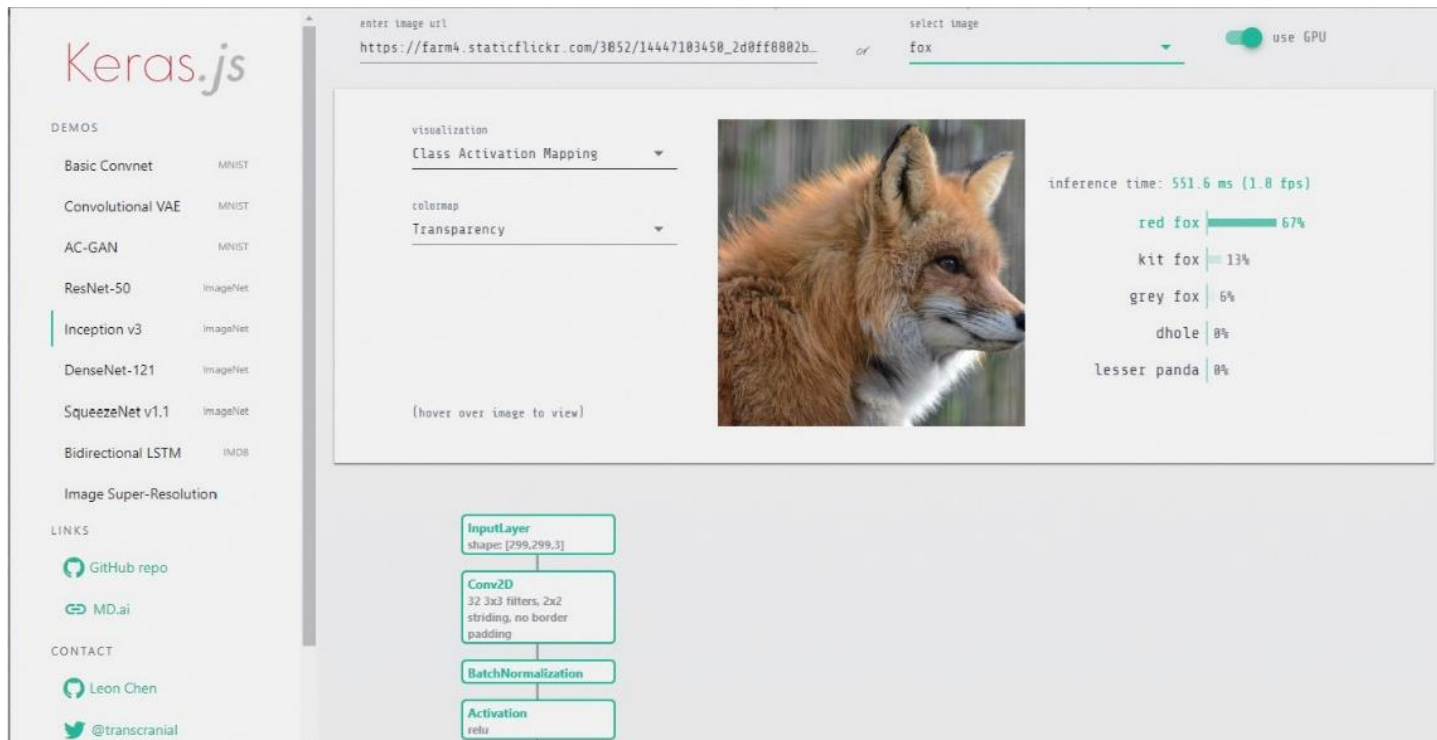 Keras.js
DEMOS
Basic Convnet MNIST
Convolutional VAE MNIST
AC-GAN MNIST
ResNet-50 ImageNet
Inception v3 ImageNet
DenseNet-121 ImageNet
SqueezeNet v1.1 ImageNet
Bidirectional LSTM IMDB
Image Super-Resolution
LINKS
GitHub repo
MD.ai
CONTACT
Leon Chen
@transcranial
enter image url
https://farm4.staticflickr.com/3852/14447103450_2d0ff8802b…
or
select image
fox
use GPU
visualization
Class Activation Mapping
colormap
Transparency
(hover over image to view)
inference time: 551.6 ms (1.8 fps)
red fox 67%
kit fox 13%
grey fox 6%
dhole 0%
lesser panda 0%
InputLayer
shape: [299,299,3]
Conv2D
32 3x3 filters, 2x2
striding, no border
padding
BatchNormalization
Activation
relu